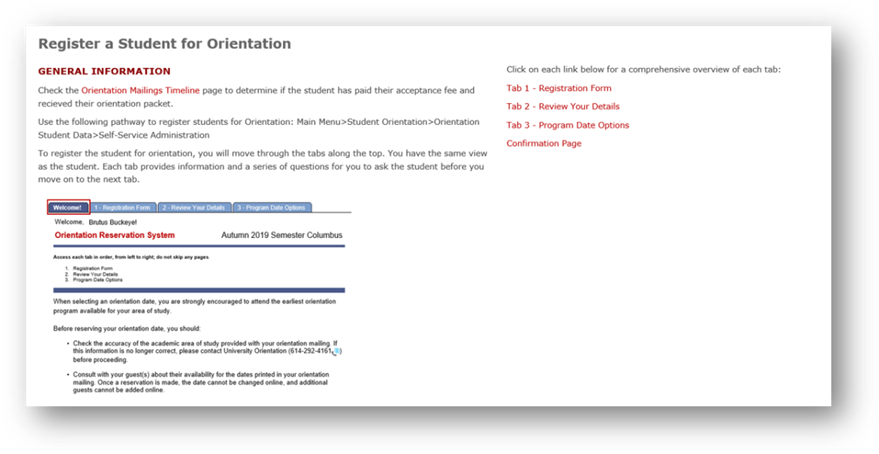 Register a Student for Orientation
GENERAL INFORMATION
Check the Orientation Mailings Timeline page to determine if the student has paid their acceptance fee and
recieved their orientation packet.
Use the following pathway to register students for Orientation: Main Menu>Student Orientation>Orientation
Student Data>Self-Service Administration
To register the student for orientation, you will move through the tabs along the top. You have the same view
as the student. Each tab provides information and a series of questions for you to ask the student before you
move on to the next tab.
Welcome! 1 - Registration Form 2 - Review Your Details 3 - Program Date Options
Welcome, Brutus Buckeye!
Orientation Reservation System Autumn 2019 Semester Columbus
Access each tab in order, from left to right; do not skip any pages.
1. Registration Form
2. Review Your Details
3. Program Date Options
When selecting an orientation date, you are strongly encouraged to attend the earliest orientation
program available for your area of study.
Before reserving your orientation date, you should:
• Check the accuracy of the academic area of study provided with your orientation mailing. If
this information is no longer correct, please contact University Orientation (614-292-4161)
before proceeding.
• Consult with your guest(s) about their availability for the dates printed in your orientation
mailing. Once a reservation is made, the date cannot be changed online, and additional
guests cannot be added online.
Click on each link below for a comprehensive overview of each tab:
Tab 1 - Registration Form
Tab 2 - Review Your Details
Tab 3 - Program Date Options
Confirmation Page